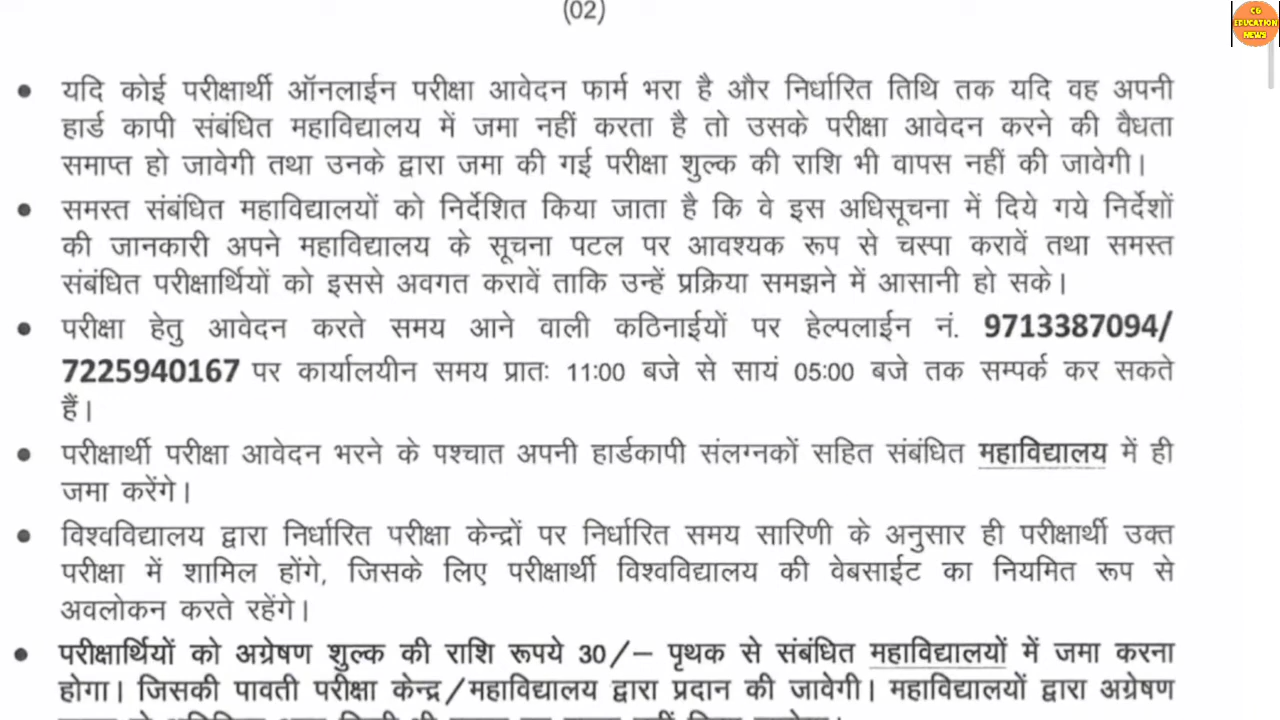 (02)
CG
EDUCATION
NEWS
• यदि कोई परीक्षार्थी ऑनलाईन परीक्षा आवेदन फार्म भरा है और निर्धारित तिथि तक यदि वह अपनी
हार्ड कापी संबंधित महाविद्यालय में जमा नहीं करता है तो उसके परीक्षा आवेदन करने की वैधता
समाप्त हो जावेगी तथा उनके द्वारा जमा की गई परीक्षा शुल्क की राशि भी वापस नहीं की जावेगी।
• समस्त संबंधित महाविद्यालयों को निर्देशित किया जाता है कि वे इस अधिसूचना में दिये गये निर्देशों
की जानकारी अपने महाविद्यालय के सूचना पटल पर आवश्यक रूप से चस्पा करावें तथा समस्त
संबंधित परीक्षार्थियों को इससे अवगत करावें ताकि उन्हें प्रक्रिया समझने में आसानी हो सके।
• परीक्षा हेतु आवेदन करते समय आने वाली कठिनाईयों पर हेल्पलाईन नं. 9713387094/
7225940167 पर कार्यालयीन समय प्रातः 11:00 बजे से सायं 05:00 बजे तक सम्पर्क कर सकते
हैं।
• परीक्षार्थी परीक्षा आवेदन भरने के पश्चात अपनी हार्डकापी संलग्नकों सहित संबंधित महाविद्यालय में ही
जमा करेंगे।
• विश्वविद्यालय द्वारा निर्धारित परीक्षा केन्द्रों पर निर्धारित समय सारिणी के अनुसार ही परीक्षार्थी उक्त
परीक्षा में शामिल होंगे, जिसके लिए परीक्षार्थी विश्वविद्यालय की वेबसाईट का नियमित रूप से
अवलोकन करते रहेंगे।
• परीक्षार्थियों को अग्रेषण शुल्क की राशि रूपये 30/– पृथक से संबंधित महाविद्यालयों में जमा करना
होगा। जिसकी पावती परीक्षा केन्द्र/महाविद्यालय द्वारा प्रदान की जावेगी। महाविद्यालयों द्वारा अग्रेषण